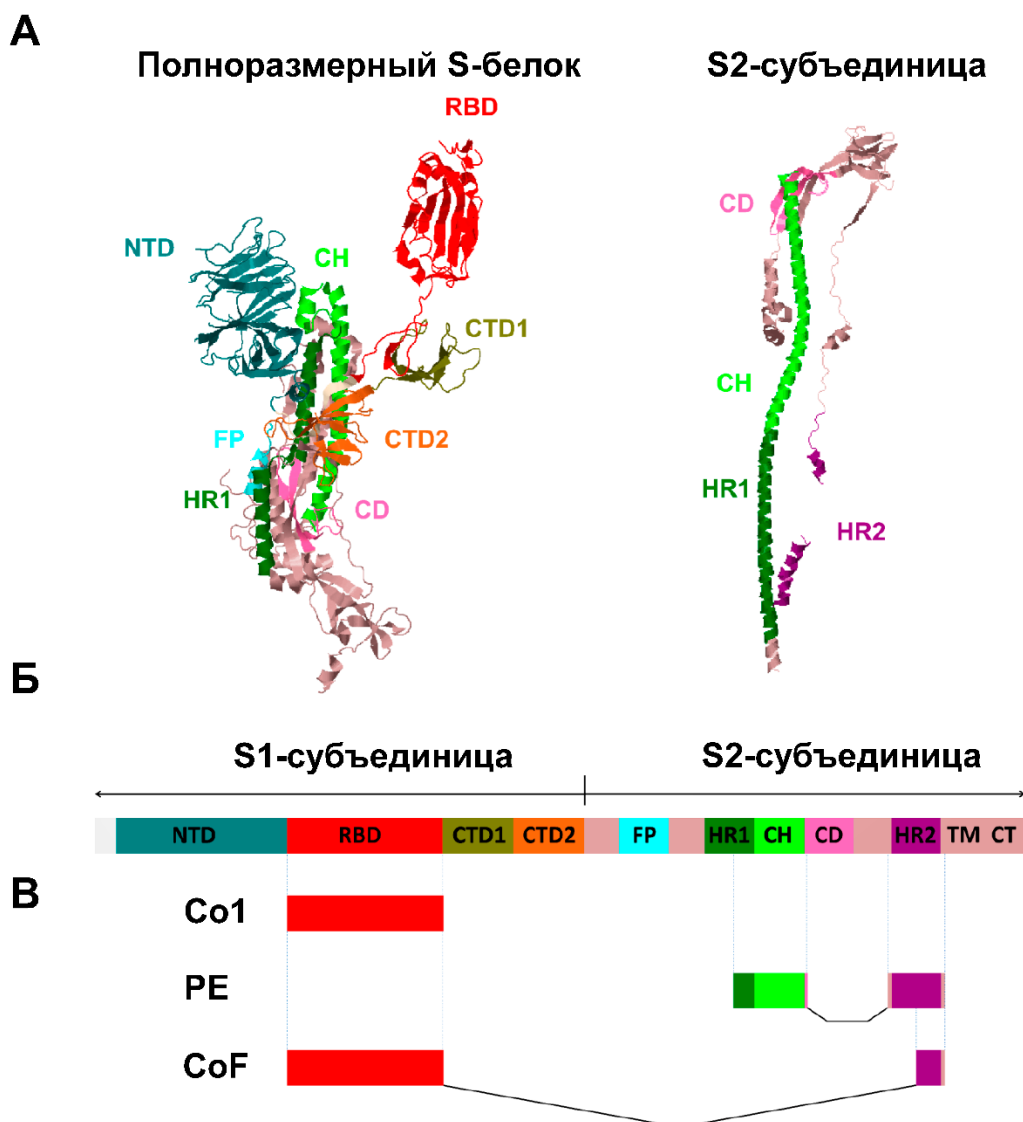 А
Полноразмерный S-белок
S2-субъединица
RBD
NTD
CH
CTD1
FP
CTD2
HR1
CD
CD
CH
HR1
HR2
Б
S1-субъединица
S2-субъединица
NTD RBD CTD1 CTD2 FP HR1 CH CD HR2 TM CT
В
Co1
PE
CoF